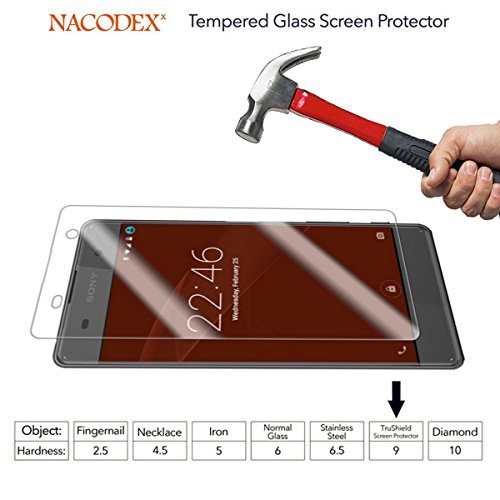 NACODEX x Tempered Glass Screen Protector
SONY
22:46
Wednesday, February 25
Object: Fingernail Necklace Iron Normal Glass Stainless Steel TruShield Screen Protector Diamond
Hardness: 2.5 4.5 5 6 6.5 9 10